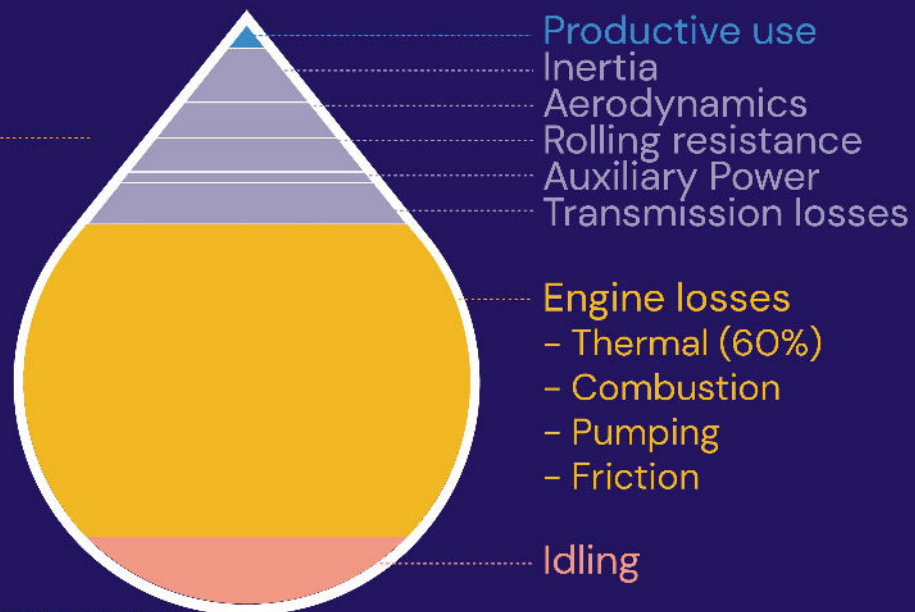 Productive use
Inertia
Aerodynamics
Rolling resistance
Auxiliary Power
Transmission losses
Engine losses
- Thermal (60%)
- Combustion
- Pumping
- Friction
Idling